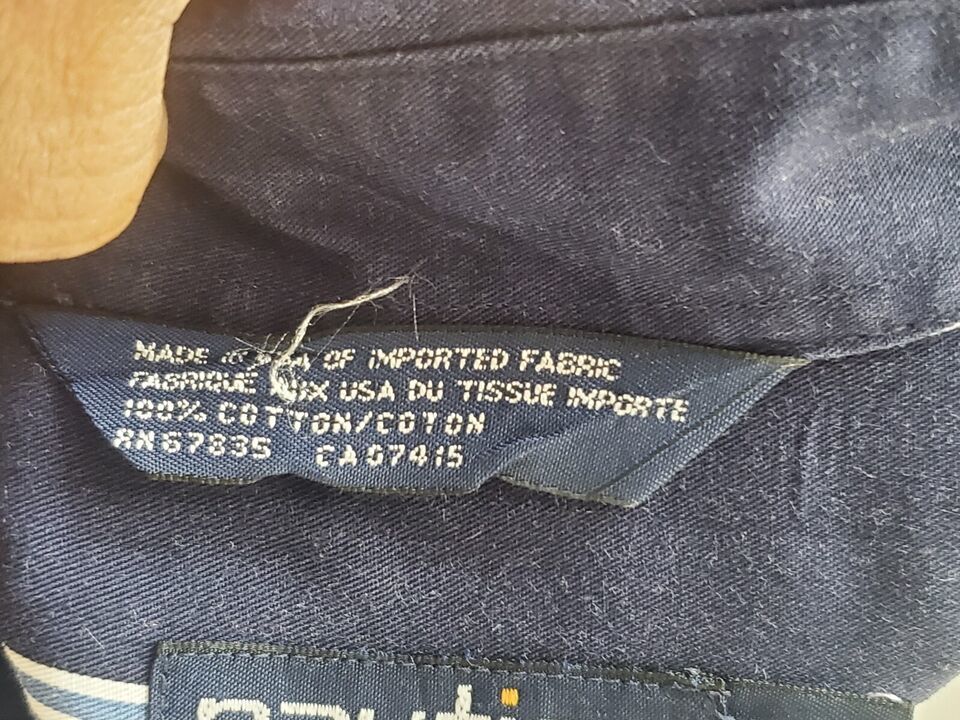 MADE IN USA OF IMPORTED FABRIC
FABRIQUE AUX USA DU TISSUE IMPORTE
100% COTTON/COTON
RN67835 CA07415